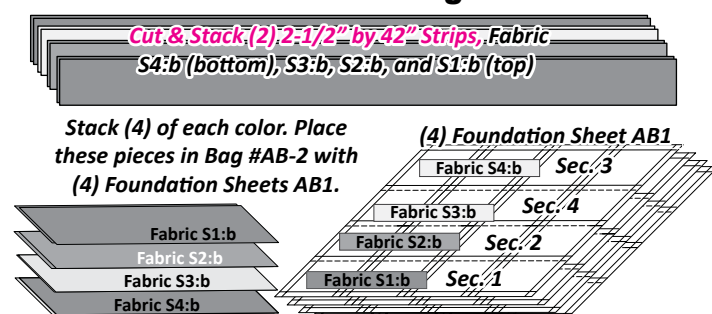 Cut & Stack (2) 2-1/2" by 42" Strips, Fabric
S4:b (bottom), S3:b, S2:b, and S1:b (top)
Stack (4) of each color. Place
these pieces in Bag #AB-2 with
(4) Foundation Sheets AB1.
Fabric S1:b
Fabric S2:b
Fabric S3:b
Fabric S4:b
(4) Foundation Sheet AB1
Fabric S4:b Sec. 3
Fabric S3:b Sec. 4
Fabric S2:b Sec. 2
Fabric S1:b Sec. 1